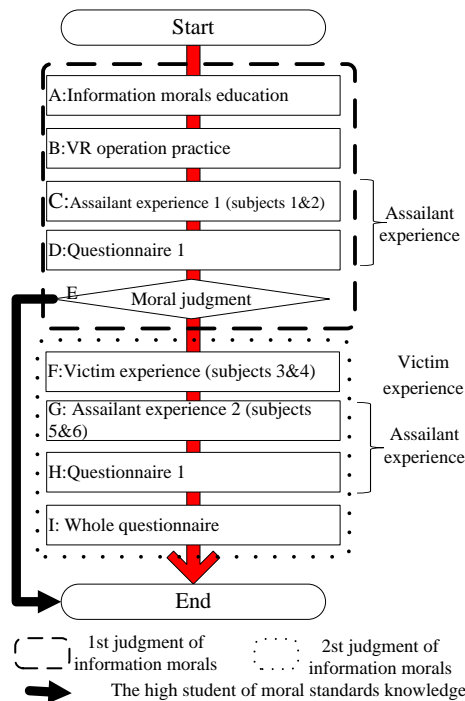 Start
A:Information morals education
B:VR operation practice
C:Assailant experience 1 (subjects 1&2)
Assailant
experience
D:Questionnaire 1
E
Moral judgment
F:Victim experience (subjects 3&4)
Victim
experience
G: Assailant experience 2 (subjects
5&6)
Assailant
experience
H:Questionnaire 1
I: Whole questionnaire
End
1st judgment of
information morals
2st judgment of
information morals
The high student of moral standards knowledge